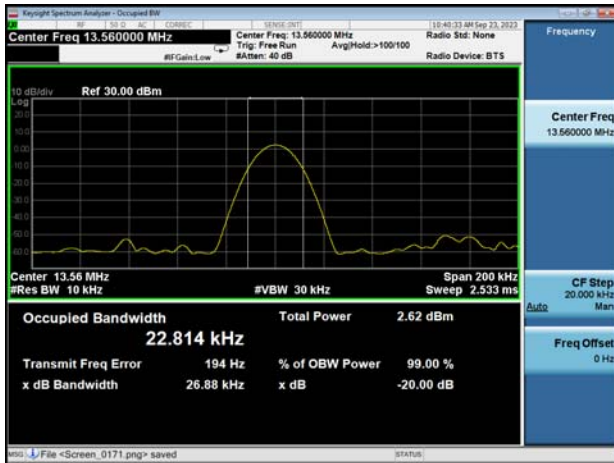 Keysight Spectrum Analyzer - Occupied BW
RF 50 Ω AC CORREC SENSE:INT 10:40:33 AM Sep 23, 2023
Center Freq 13.560000 MHz
Center Freq: 13.560000 MHz Radio Std: None
Trig: Free Run Avg|Hold:>100/100
#IFGain:Low #Atten: 40 dB Radio Device: BTS
Frequency
10 dB/div Ref 30.00 dBm
Log
20.0
10.0
0.00
10.0
20.0
30.0
40.0
50.0
60.0
Center Freq
13.560000 MHz
Center 13.56 MHz Span 200 kHz
#Res BW 10 kHz #VBW 30 kHz Sweep 2.533 ms
CF Step
20.000 kHz
Auto Man
Occupied Bandwidth Total Power 2.62 dBm
22.814 kHz
Transmit Freq Error 194 Hz % of OBW Power 99.00 %
x dB Bandwidth 26.88 kHz x dB -20.00 dB
Freq Offset
0 Hz
MSG File <Screen_0171.png> saved STATUS